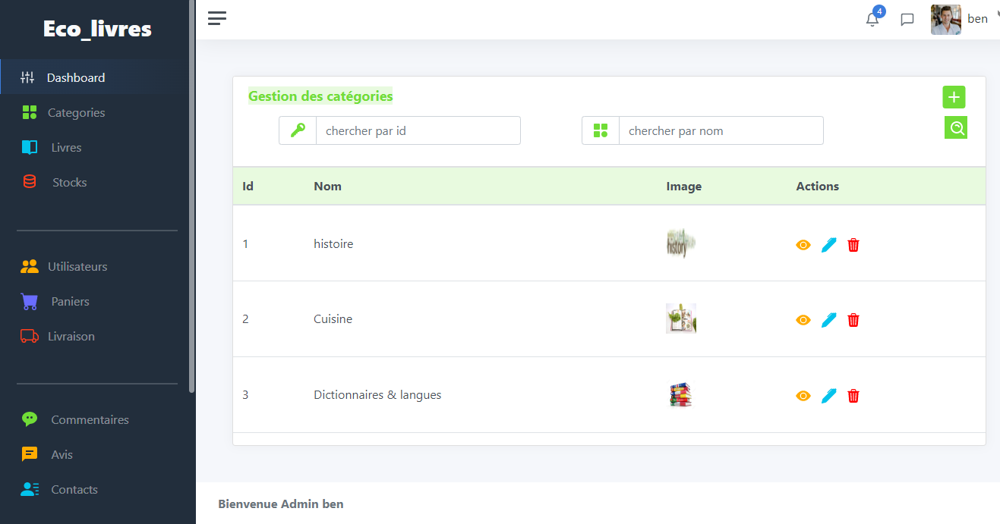 Eco_livres
Dashboard
Categories
Livres
Stocks
Utilisateurs
Paniers
Livraison
Commentaires
Avis
Contacts
4
ben
Gestion des catégories
chercher par id
chercher par nom
Id Nom Image Actions
1 histoire
history
2 Cuisine
3 Dictionnaires & langues
Bienvenue Admin ben